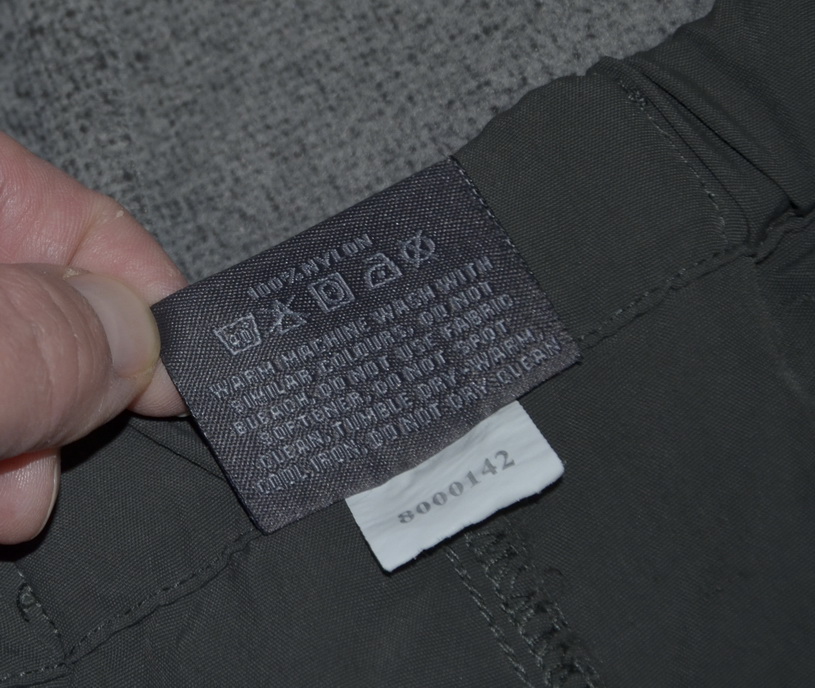 100% NYLON
40
WARM MACHINE WASH WITH
SIMILAR COLOURS, DO NOT
BLEACH, DO NOT USE FABRIC
SOFTENER, DO NOT SPOT
CLEAN, TUMBLE DRY-WARM,
COOL IRON, DO NOT DRY CLEAN
8000142